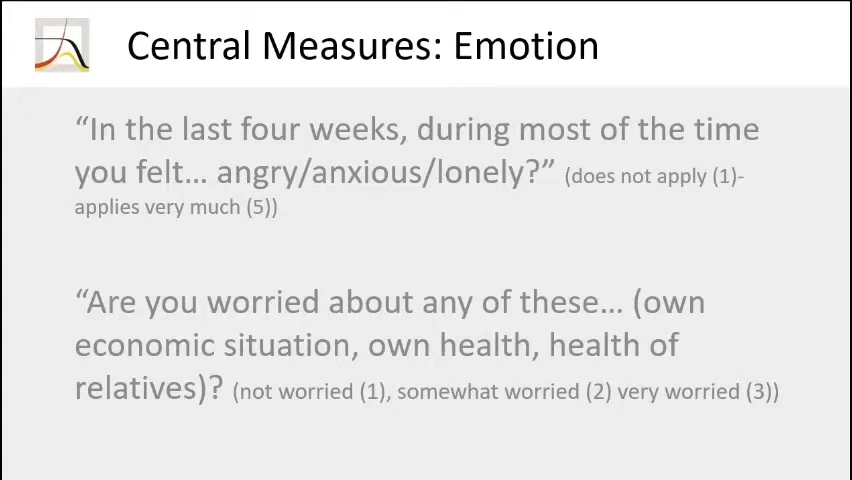 Central Measures: Emotion
“In the last four weeks, during most of the time
you felt… angry/anxious/lonely?” (does not apply (1)-
applies very much (5))
“Are you worried about any of these… (own
economic situation, own health, health of
relatives)? (not worried (1), somewhat worried (2) very worried (3))